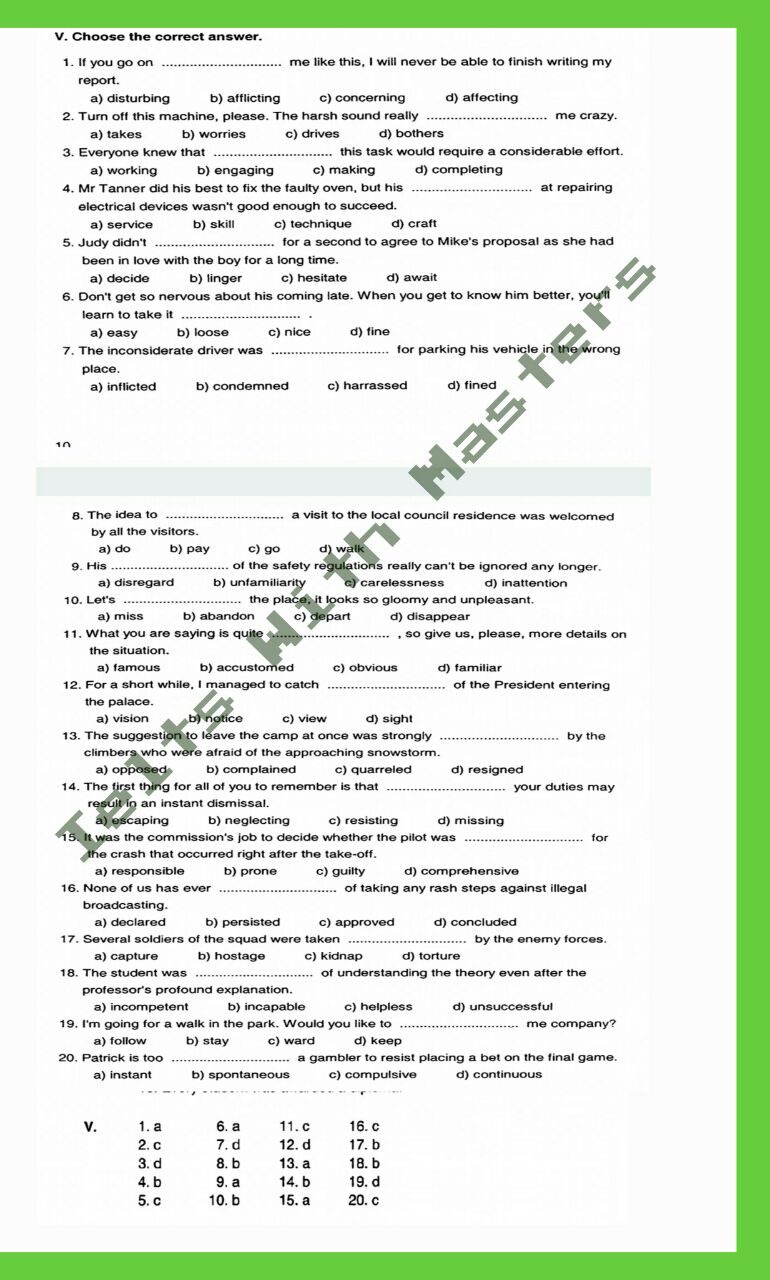 V. Choose the correct answer.
1. If you go on .............................. me like this, I will never be able to finish writing my
report.
a) disturbing b) afflicting c) concerning d) affecting
2. Turn off this machine, please. The harsh sound really .............................. me crazy.
a) takes b) worries c) drives d) bothers
3. Everyone knew that .............................. this task would require a considerable effort.
a) working b) engaging c) making d) completing
4. Mr Tanner did his best to fix the faulty oven, but his .............................. at repairing
electrical devices wasn't good enough to succeed.
a) service b) skill c) technique d) craft
5. Judy didn't .............................. for a second to agree to Mike's proposal as she had
been in love with the boy for a long time.
a) decide b) linger c) hesitate d) await
6. Don't get so nervous about his coming late. When you get to know him better, you'll
learn to take it .............................. .
a) easy b) loose c) nice d) fine
7. The inconsiderate driver was .............................. for parking his vehicle in the wrong
place.
a) inflicted b) condemned c) harrassed d) fined
10
8. The idea to .............................. a visit to the local council residence was welcomed
by all the visitors.
a) do b) pay c) go d) walk
9. His .............................. of the safety regulations really can't be ignored any longer.
a) disregard b) unfamiliarity c) carelessness d) inattention
10. Let's .............................. the place, it looks so gloomy and unpleasant.
a) miss b) abandon c) depart d) disappear
11. What you are saying is quite .............................. , so give us, please, more details on
the situation.
a) famous b) accustomed c) obvious d) familiar
12. For a short while, I managed to catch .............................. of the President entering
the palace.
a) vision b) notice c) view d) sight
13. The suggestion to leave the camp at once was strongly .............................. by the
climbers who were afraid of the approaching snowstorm.
a) opposed b) complained c) quarreled d) resigned
14. The first thing for all of you to remember is that .............................. your duties may
result in an instant dismissal.
a) escaping b) neglecting c) resisting d) missing
15. It was the commission's job to decide whether the pilot was .............................. for
the crash that occurred right after the take-off.
a) responsible b) prone c) guilty d) comprehensive
16. None of us has ever .............................. of taking any rash steps against illegal
broadcasting.
a) declared b) persisted c) approved d) concluded
17. Several soldiers of the squad were taken .............................. by the enemy forces.
a) capture b) hostage c) kidnap d) torture
18. The student was .............................. of understanding the theory even after the
professor's profound explanation.
a) incompetent b) incapable c) helpless d) unsuccessful
19. I'm going for a walk in the park. Would you like to .............................. me company?
a) follow b) stay c) ward d) keep
20. Patrick is too .............................. a gambler to resist placing a bet on the final game.
a) instant b) spontaneous c) compulsive d) continuous
V. 1. a 6. a 11. c 16. c
2. c 7. d 12. d 17. b
3. d 8. b 13. a 18. b
4. b 9. a 14. b 19. d
5. c 10. b 15. a 20. c
Ielts With Masters